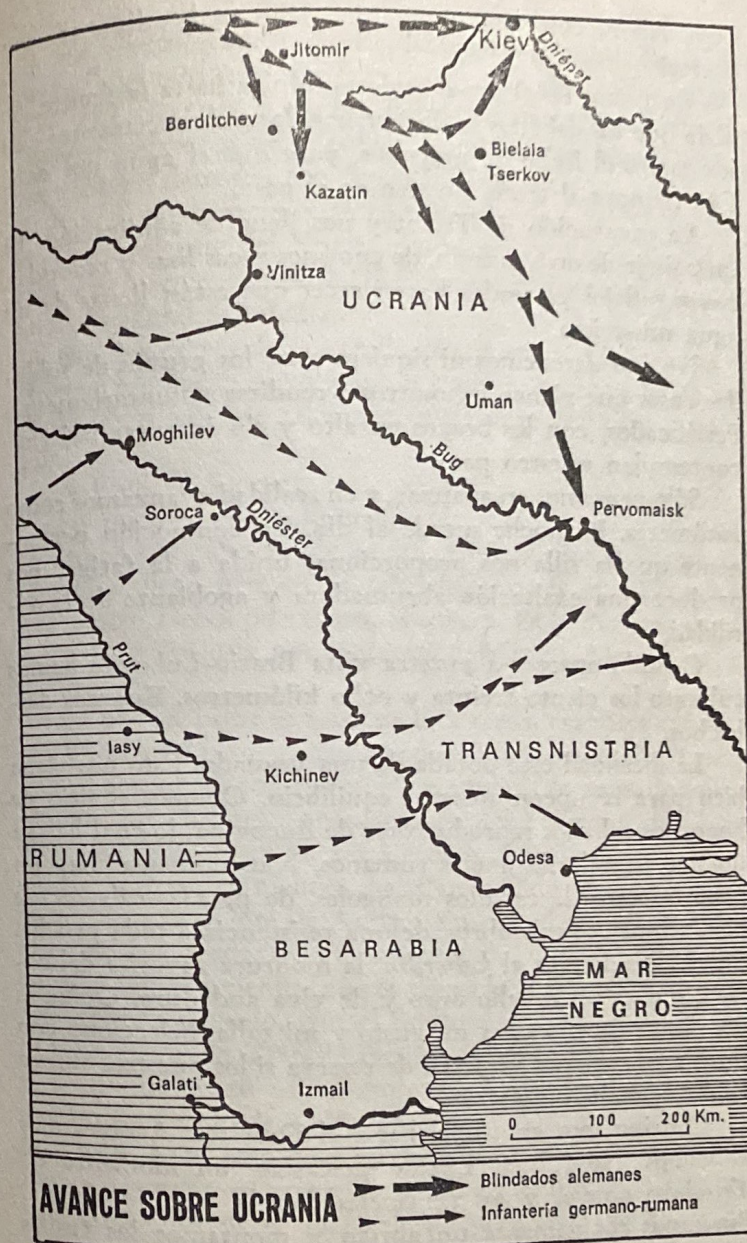 Kiev
Dniéper
Jitomir
Berditchev
Bielaia
Tserkov
Kazatin
Vinitza
UCRANIA
Uman
Moghilev
Bug
Soroca
Dniéster
Pervomaisk
Prut
Iasy
Kichinev
TRANSNISTRIA
RUMANIA
Odesa
BESARABIA
MAR
NEGRO
Galati
Izmail
0 100 200 Km.
AVANCE SOBRE UCRANIA
Blindados alemanes
Infantería germano-rumana